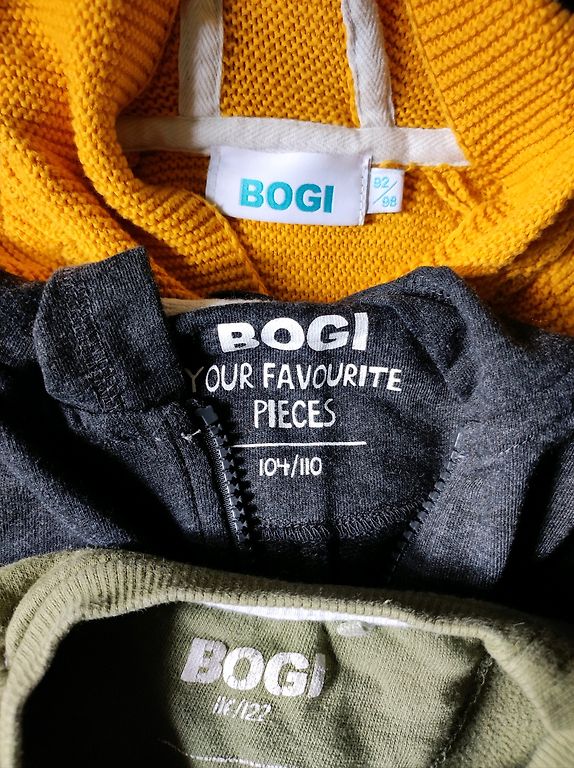 BOGI
92/98
BOGI
YOUR FAVOURITE
PIECES
104/110
BOGI
116/122